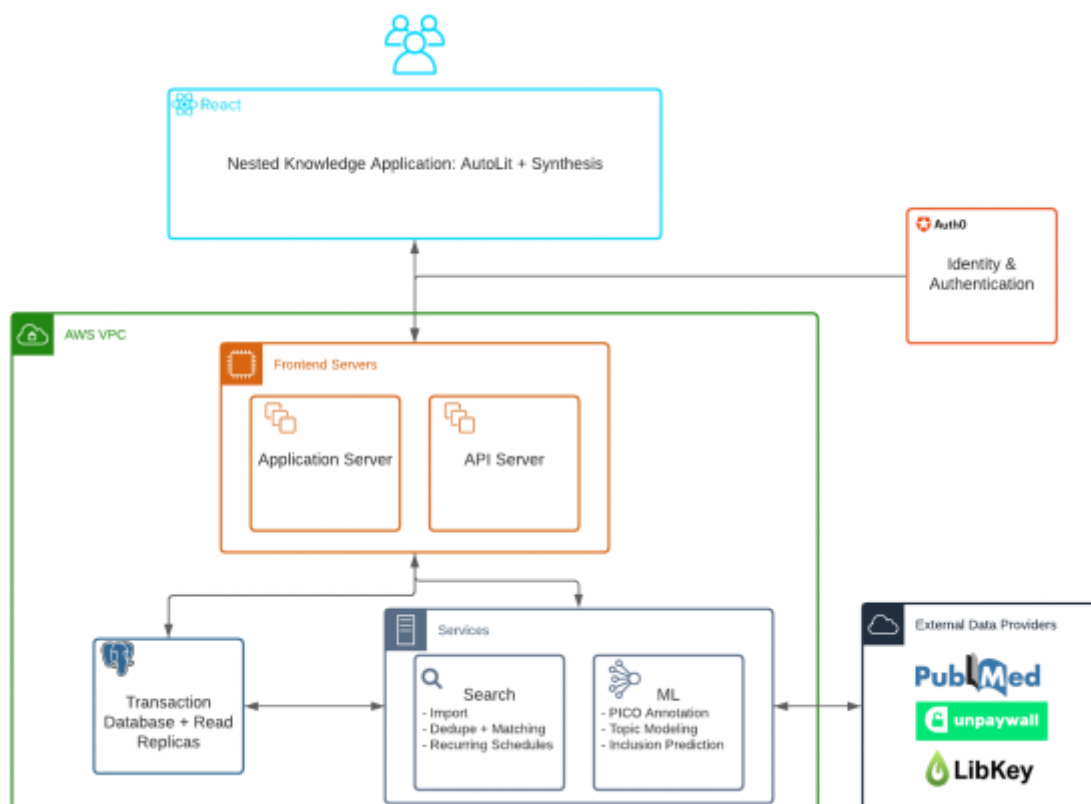 React
Nested Knowledge Application: AutoLit + Synthesis
Auth0
Identity &
Authentication
AWS VPC
Frontend Servers
Application Server
API Server
Services
External Data Providers
Transaction
Database + Read
Replicas
Search
- Import
- Dedupe + Matching
- Recurring Schedules
ML
- PICO Annotation
- Topic Modeling
- Inclusion Prediction
PubMed
unpaywall
LibKey